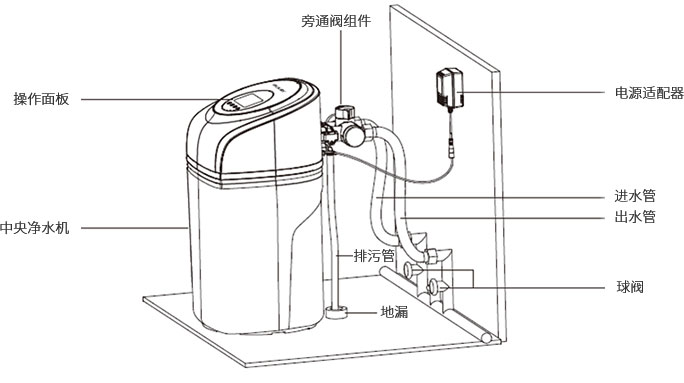 旁通阀组件
操作面板
电源适配器
进水管
出水管
中央净水机
排污管
球阀
地漏